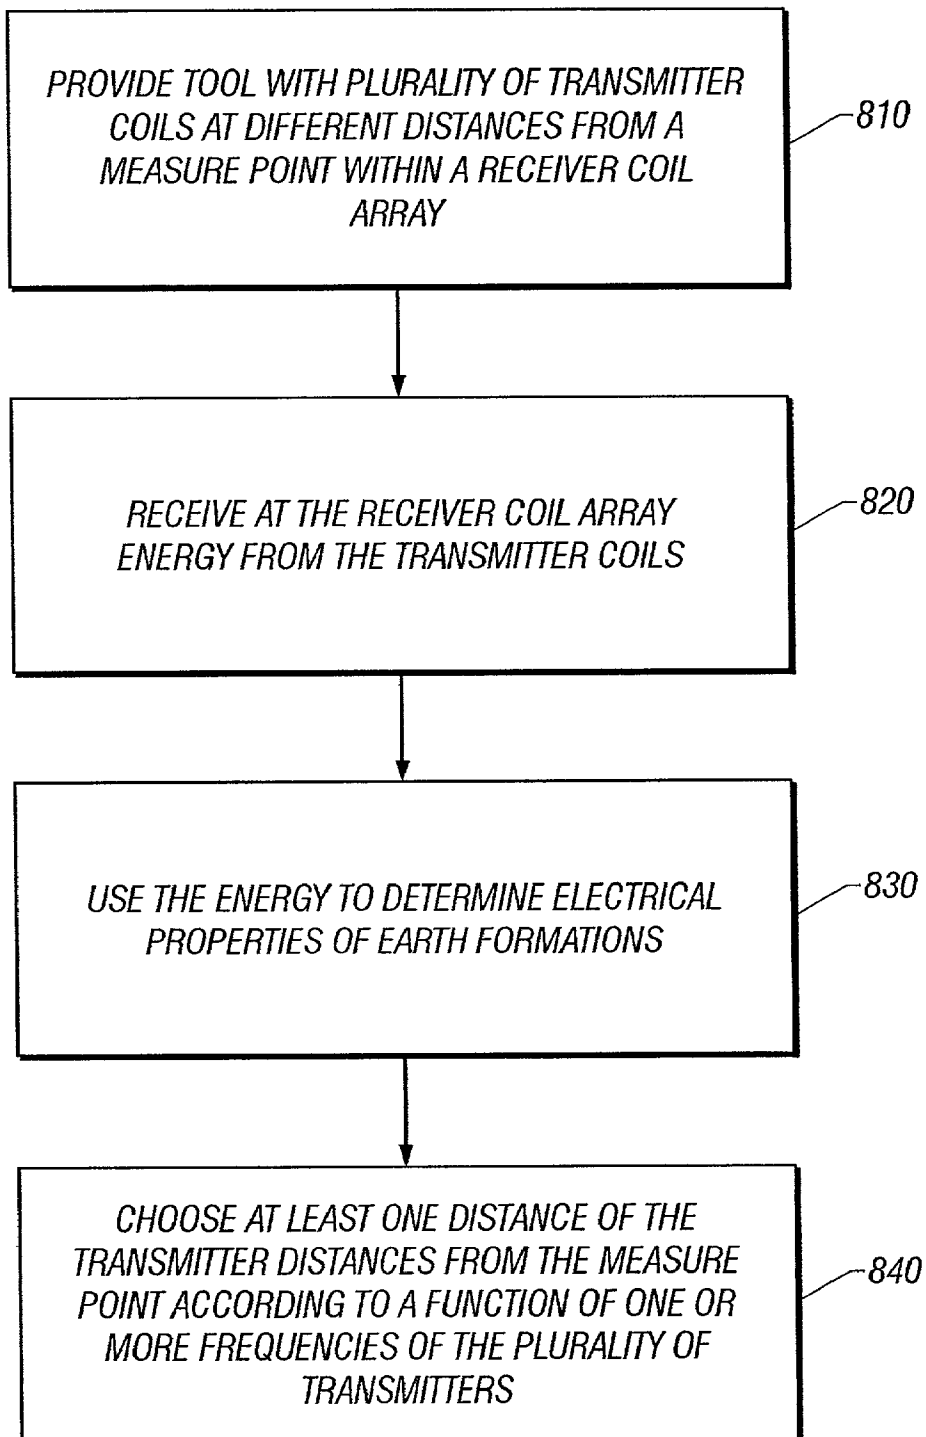 PROVIDE TOOL WITH PLURALITY OF TRANSMITTER
COILS AT DIFFERENT DISTANCES FROM A
MEASURE POINT WITHIN A RECEIVER COIL
ARRAY
810
RECEIVE AT THE RECEIVER COIL ARRAY
ENERGY FROM THE TRANSMITTER COILS
820
USE THE ENERGY TO DETERMINE ELECTRICAL
PROPERTIES OF EARTH FORMATIONS
830
CHOOSE AT LEAST ONE DISTANCE OF THE
TRANSMITTER DISTANCES FROM THE MEASURE
POINT ACCORDING TO A FUNCTION OF ONE OR
MORE FREQUENCIES OF THE PLURALITY OF
TRANSMITTERS
840